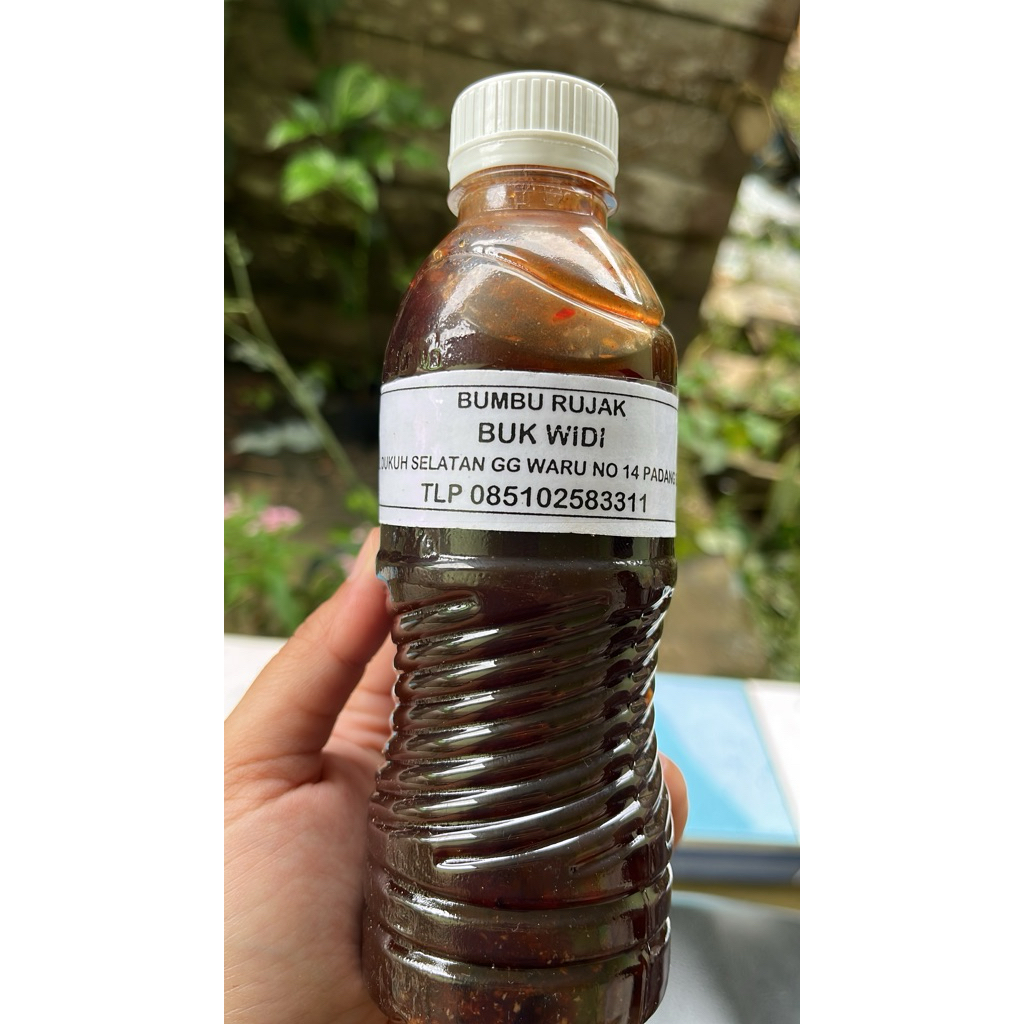 BUMBU RUJAK
BUK WIDI
DUKUH SELATAN GG WARU NO 14 PADANG
TLP 085102583311